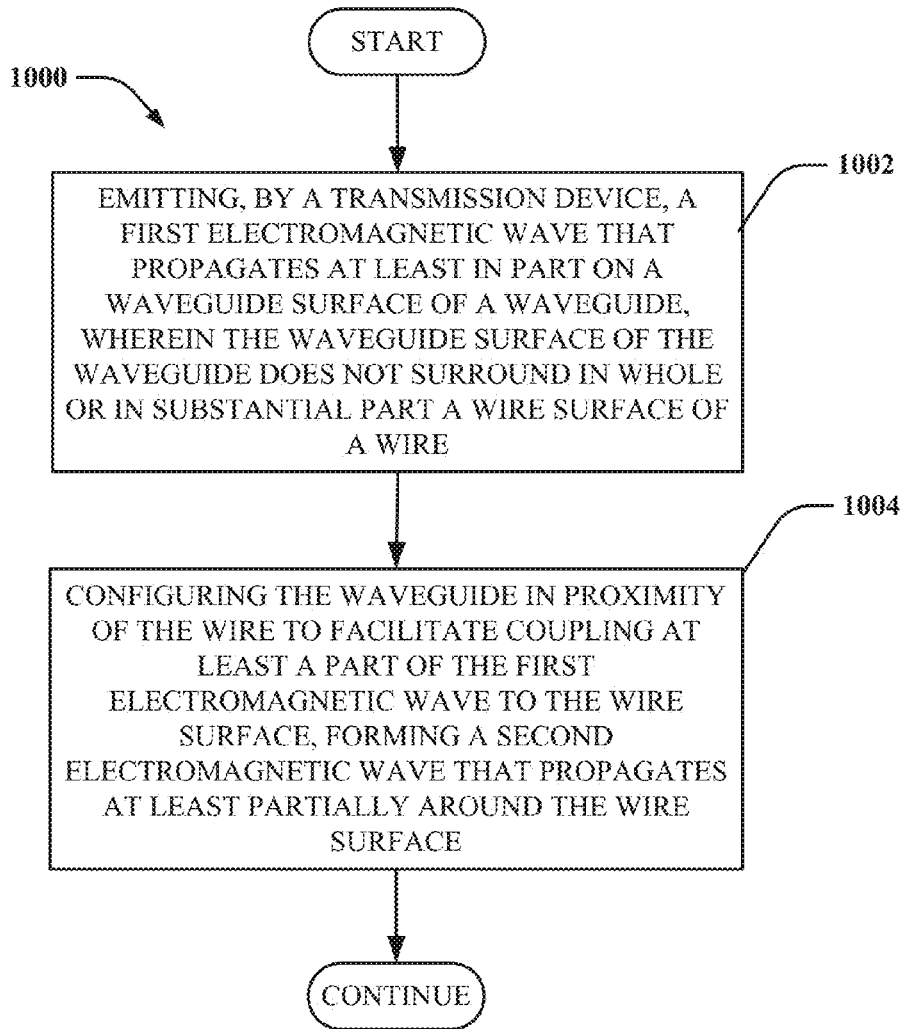 START
1000
1002
EMITTING, BY A TRANSMISSION DEVICE, A
FIRST ELECTROMAGNETIC WAVE THAT
PROPAGATES AT LEAST IN PART ON A
WAVEGUIDE SURFACE OF A WAVEGUIDE,
WHEREIN THE WAVEGUIDE SURFACE OF THE
WAVEGUIDE DOES NOT SURROUND IN WHOLE
OR IN SUBSTANTIAL PART A WIRE SURFACE OF
A WIRE
1004
CONFIGURING THE WAVEGUIDE IN PROXIMITY
OF THE WIRE TO FACILITATE COUPLING AT
LEAST A PART OF THE FIRST
ELECTROMAGNETIC WAVE TO THE WIRE
SURFACE, FORMING A SECOND
ELECTROMAGNETIC WAVE THAT PROPAGATES
AT LEAST PARTIALLY AROUND THE WIRE
SURFACE
CONTINUE